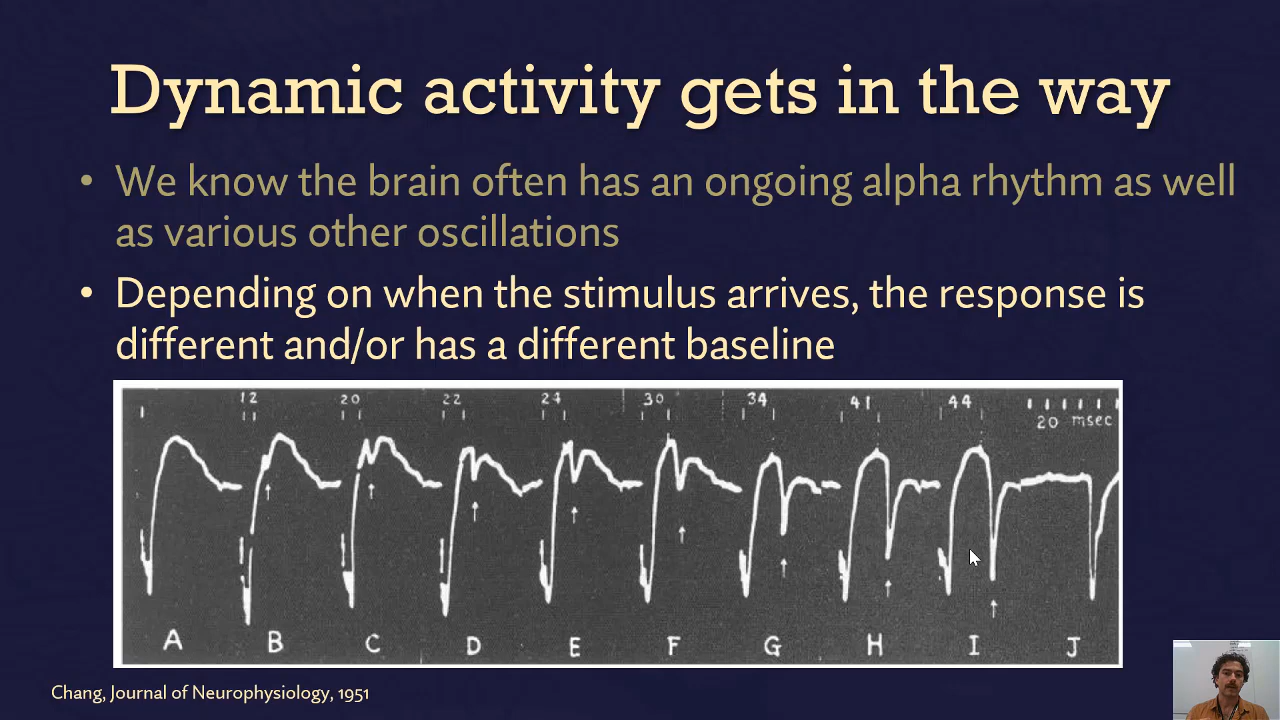 Dynamic activity gets in the way
• We know the brain often has an ongoing alpha rhythm as well
as various other oscillations
• Depending on when the stimulus arrives, the response is
different and/or has a different baseline
12 20 22 24 30 34 41 44
20 msec
A B C D E F G H I J
Chang, Journal of Neurophysiology, 1951